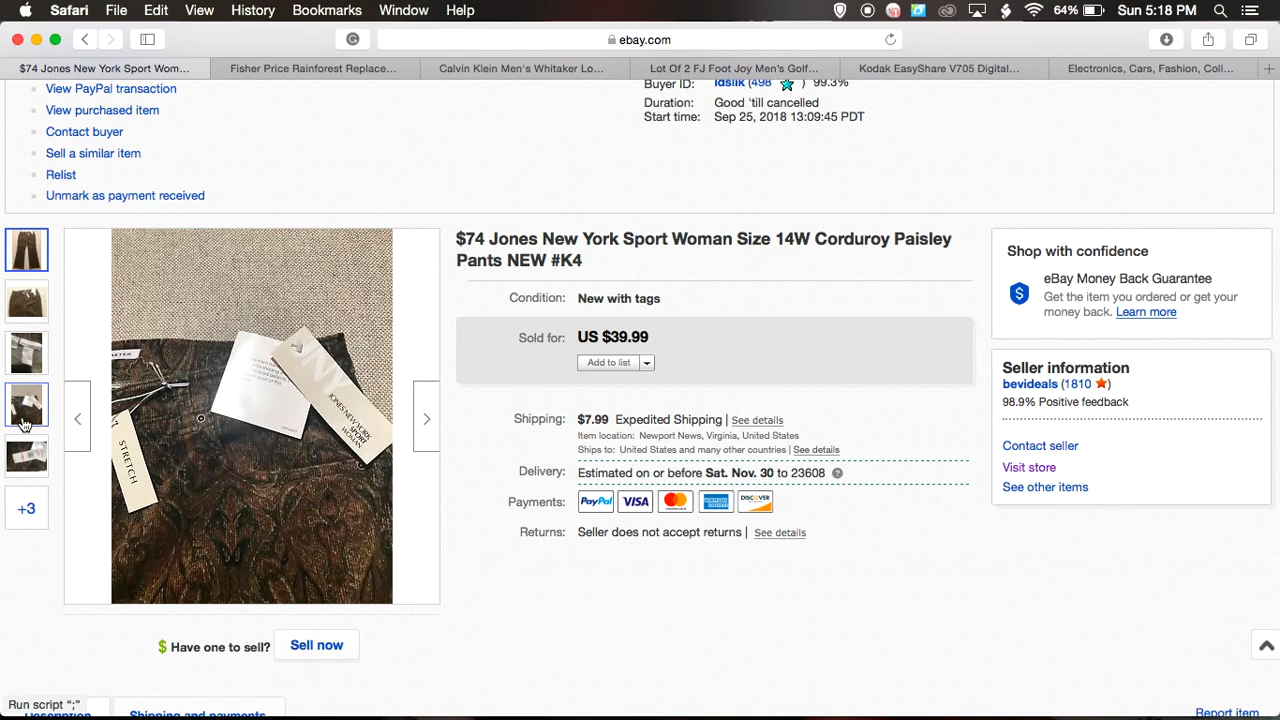 Safari File Edit View History Bookmarks Window Help 64% Sun 5:18 PM
ebay.com
$74 Jones New York Sport Wom... Fisher Price Rainforest Replace... Calvin Klein Men's Whitaker Lo... Lot Of 2 FJ Foot Joy Men's Golf... Kodak EasyShare V705 Digital... Electronics, Cars, Fashion, Coll...
View PayPal transaction
View purchased item
Contact buyer
Sell a similar item
Relist
Unmark as payment received
Buyer ID: idslik (498 ) 99.3%
Duration: Good 'till cancelled
Start time: Sep 25, 2018 13:09:45 PDT
+3
STRETCH
JONES NEW YORK
SPORT
WOMAN
$74 Jones New York Sport Woman Size 14W Corduroy Paisley
Pants NEW #K4
Condition: New with tags
Sold for: US $39.99
Add to list
Shipping: $7.99 Expedited Shipping | See details
Item location: Newport News, Virginia, United States
Ships to: United States and many other countries | See details
Delivery: Estimated on or before Sat. Nov. 30 to 23608 ?
Payments: PayPal VISA MasterCard AMEX DISCOVER
Returns: Seller does not accept returns | See details
Shop with confidence
eBay Money Back Guarantee
Get the item you ordered or get your
money back. Learn more
Seller information
bevideals (1810 )
98.9% Positive feedback
Contact seller
Visit store
See other items
$ Have one to sell? Sell now
Run script ";"
Description Shipping and payments
Report item